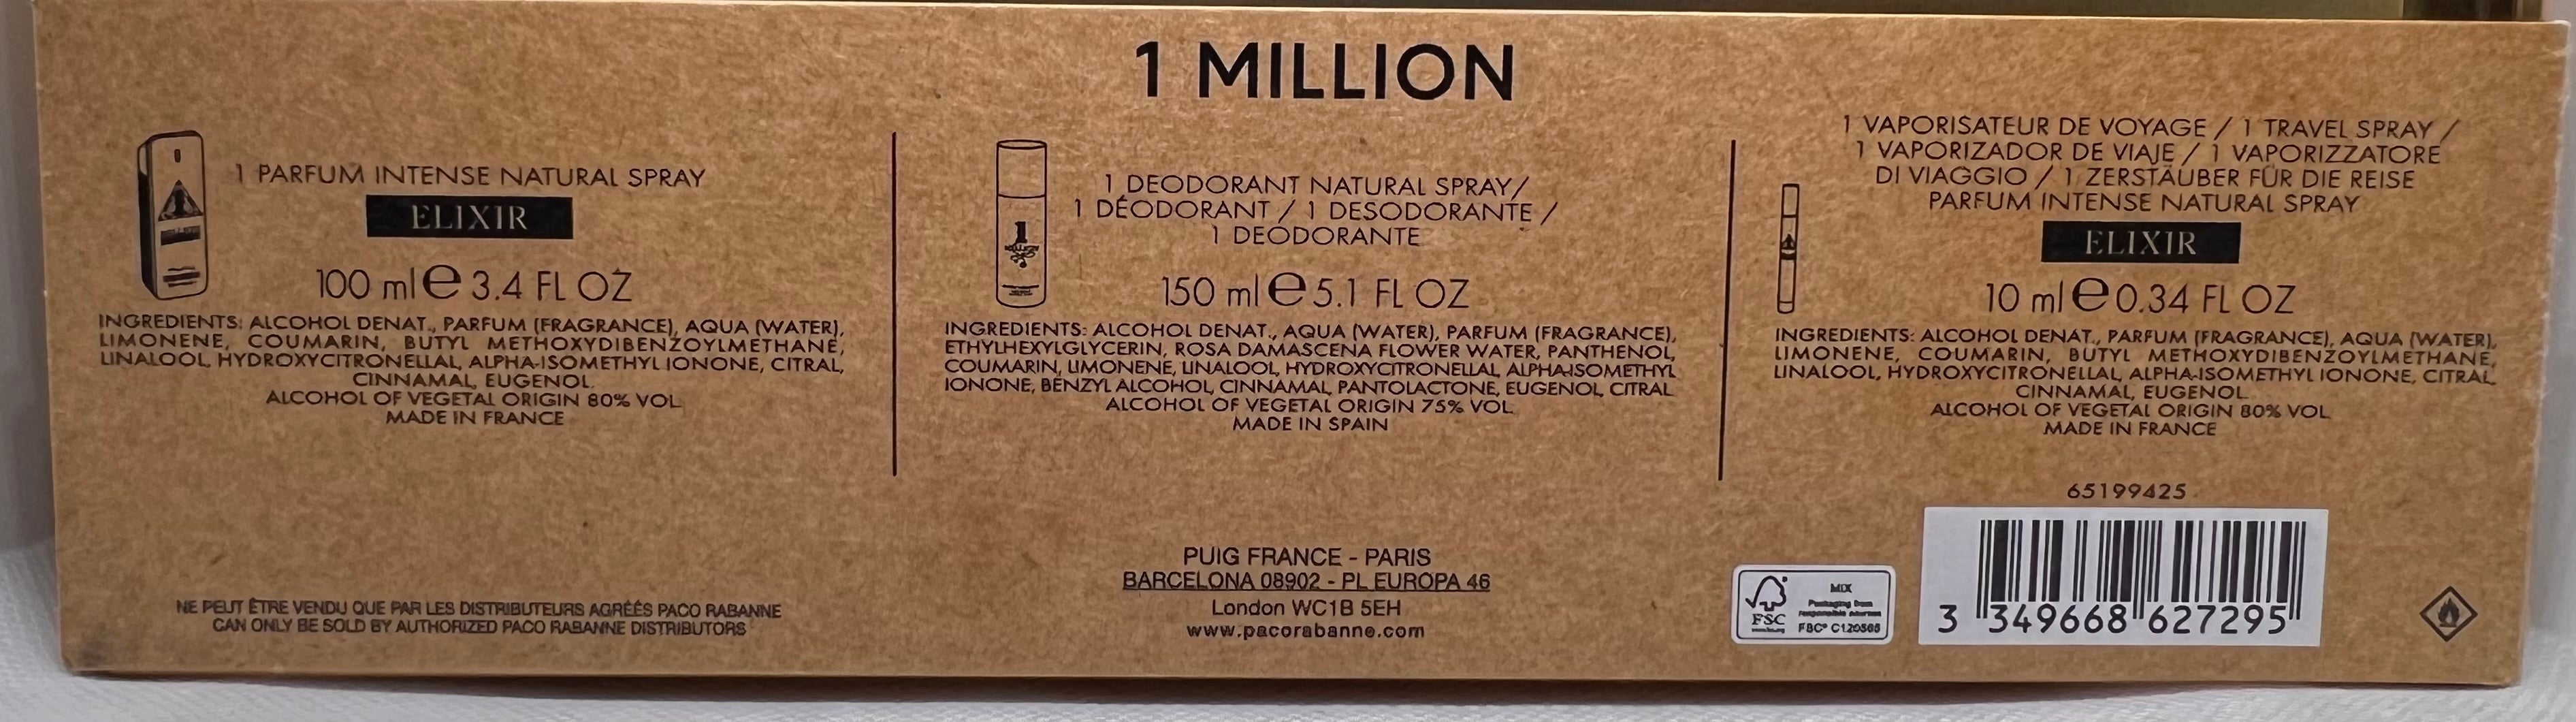 1 MILLION
1 PARFUM INTENSE NATURAL SPRAY
ELIXIR
100 ml e 3.4 FL OZ
INGREDIENTS: ALCOHOL DENAT., PARFUM (FRAGRANCE), AQUA (WATER),
LIMONENE, COUMARIN, BUTYL METHOXYDIBENZOYLMETHANE,
LINALOOL, HYDROXYCITRONELLAL, ALPHA-ISOMETHYL IONONE, CITRAL,
CINNAMAL, EUGENOL.
ALCOHOL OF VEGETAL ORIGIN 80% VOL.
MADE IN FRANCE
NE PEUT ÊTRE VENDU QUE PAR LES DISTRIBUTEURS AGRÉÉS PACO RABANNE
CAN ONLY BE SOLD BY AUTHORIZED PACO RABANNE DISTRIBUTORS
1
1 DEODORANT NATURAL SPRAY/
1 DÉODORANT / 1 DESODORANTE /
1 DEODORANTE
150 ml e 5.1 FL OZ
INGREDIENTS: ALCOHOL DENAT., AQUA (WATER), PARFUM (FRAGRANCE),
ETHYLHEXYLGLYCERIN, ROSA DAMASCENA FLOWER WATER, PANTHENOL,
COUMARIN, LIMONENE, LINALOOL, HYDROXYCITRONELLAL, ALPHA-ISOMETHYL
IONONE, BENZYL ALCOHOL, CINNAMAL, PANTOLACTONE, EUGENOL, CITRAL.
ALCOHOL OF VEGETAL ORIGIN 75% VOL.
MADE IN SPAIN
PUIG FRANCE - PARIS
BARCELONA 08902 - PL EUROPA 46
London WC1B 5EH
www.pacorabanne.com
1 VAPORISATEUR DE VOYAGE / 1 TRAVEL SPRAY /
1 VAPORIZADOR DE VIAJE / 1 VAPORIZZATORE
DI VIAGGIO / 1 ZERSTÄUBER FÜR DIE REISE
PARFUM INTENSE NATURAL SPRAY
ELIXIR
10 ml e 0.34 FL OZ
INGREDIENTS: ALCOHOL DENAT., PARFUM (FRAGRANCE), AQUA (WATER),
LIMONENE, COUMARIN, BUTYL METHOXYDIBENZOYLMETHANE,
LINALOOL, HYDROXYCITRONELLAL, ALPHA-ISOMETHYL IONONE, CITRAL,
CINNAMAL, EUGENOL.
ALCOHOL OF VEGETAL ORIGIN 80% VOL.
MADE IN FRANCE
65199425
FSC
MIX
Packaging from
responsible sources
FSC® C120565
3 349668 627295